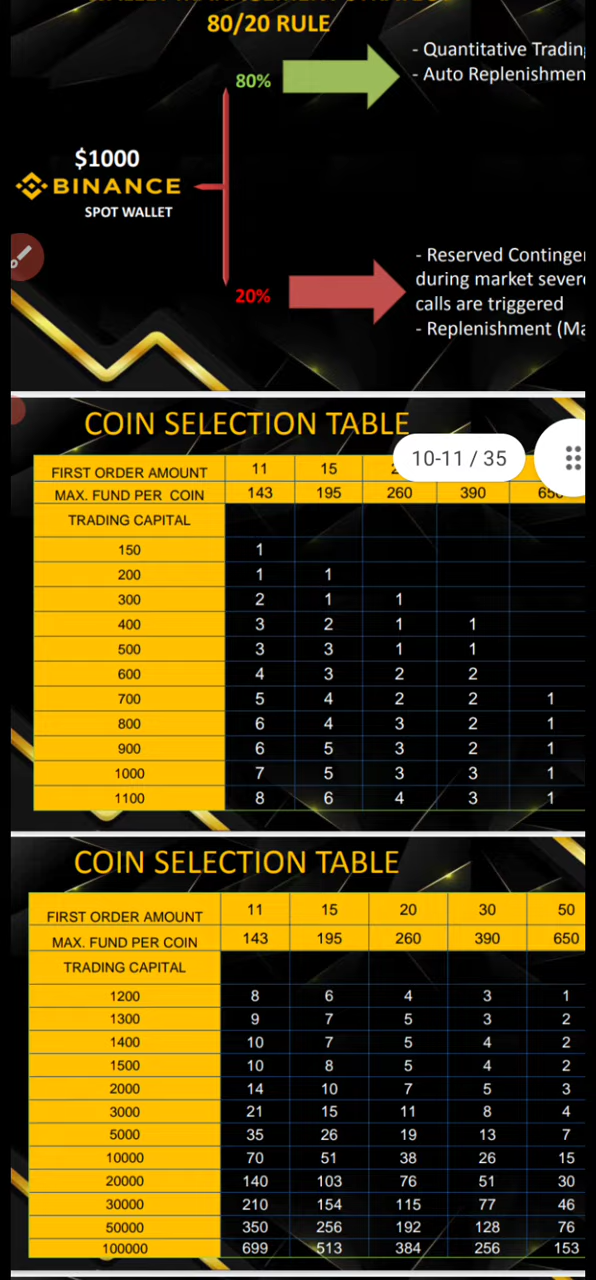 80/20 RULE
80%
- Quantitative Trading
- Auto Replenishmen
$1000
BINANCE
SPOT WALLET
20%
- Reserved Continger
during market severe
calls are triggered
- Replenishment (Ma
COIN SELECTION TABLE
10-11 / 35
FIRST ORDER AMOUNT 11 15
MAX. FUND PER COIN 143 195 260 390 650
TRADING CAPITAL
150 1
200 1 1
300 2 1 1
400 3 2 1 1
500 3 3 1 1
600 4 3 2 2
700 5 4 2 2 1
800 6 4 3 2 1
900 6 5 3 2 1
1000 7 5 3 3 1
1100 8 6 4 3 1
COIN SELECTION TABLE
FIRST ORDER AMOUNT 11 15 20 30 50
MAX. FUND PER COIN 143 195 260 390 650
TRADING CAPITAL
1200 8 6 4 3 1
1300 9 7 5 3 2
1400 10 7 5 4 2
1500 10 8 5 4 2
2000 14 10 7 5 3
3000 21 15 11 8 4
5000 35 26 19 13 7
10000 70 51 38 26 15
20000 140 103 76 51 30
30000 210 154 115 77 46
50000 350 256 192 128 76
100000 699 513 384 256 153